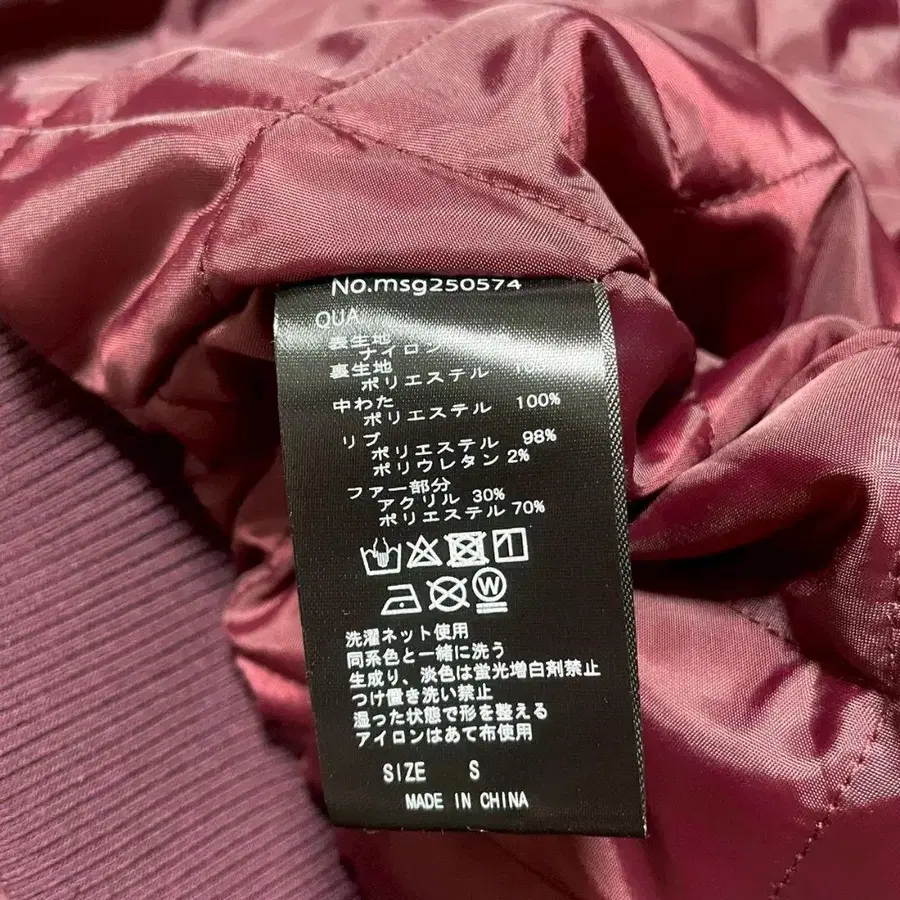 No.msg250574
QUA
表生地
ナイロン
裏生地
ポリエステル
中わた
ポリエステル 100%
リブ
ポリエステル 98%
ポリウレタン 2%
ファー部分
アクリル 30%
ポリエステル 70%
W
洗濯ネット使用
同系色と一緒に洗う
生成り、淡色は蛍光増白剤禁止
つけ置き洗い禁止
湿った状態で形を整える
アイロンはあて布使用
SIZE S
MADE IN CHINA